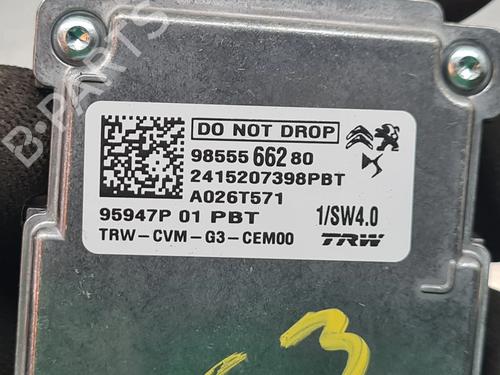 DO NOT DROP
98555 662 80
2415207398PBT
A026T571
95947P 01 PBT 1/SW4.0
TRW-CVM-G3-CEM00 TRW
B-PARTS
63